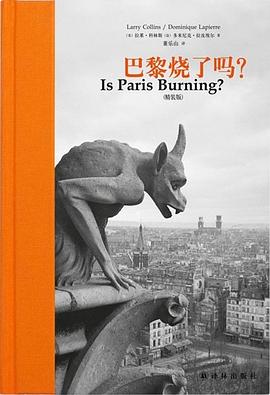 Larry Collins / Dominique Lapierre
(美) 拉莱·科林斯 (法) 多米尼克·拉皮埃尔 著
董乐山 译
巴黎烧了吗?
Is Paris Burning?
(精装版)
译林出版社